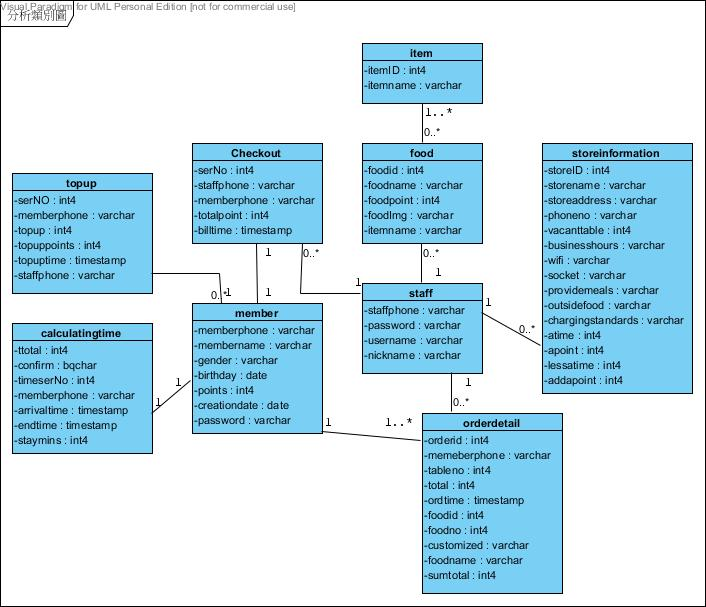 Visual Paradigm for UML Personal Edition [not for commercial use]
分析類別圖
item
-itemID : int4
-itemname : varchar
1..*
0..*
Checkout
-serNo : int4
-staffphone : varchar
-memberphone : varchar
-totalpoint : int4
-billtime : timestamp
food
-foodid : int4
-foodname : varchar
-foodpoint : int4
-foodImg : varchar
-itemname : varchar
storeinformation
-storeID : int4
-storename : varchar
-storeaddress : varchar
-phoneno : varchar
-vacanttable : int4
-businesshours : varchar
-wifi : varchar
-socket : varchar
-providemeals : varchar
-outsidefood : varchar
-chargingstandards : varchar
-atime : int4
-apoint : int4
-lessatime : int4
-addapoint : int4
topup
-serNO : int4
-memberphone : varchar
-topup : int4
-topuppoints : int4
-topuptime : timestamp
-staffphone : varchar
1
0..*
0..*
1
1
0..*
1
1
staff
-staffphone : varchar
-password : varchar
-username : varchar
-nickname : varchar
1
0..*
member
-memberphone : varchar
-membername : varchar
-gender : varchar
-birthday : date
-points : int4
-creationdate : date
-password : varchar
calculatingtime
-ttotal : int4
-confirm : bqchar
-timeserNo : int4
-memberphone : varchar
-arrivaltime : timestamp
-endtime : timestamp
-staymins : int4
1
1
1
0..*
1
1..*
orderdetail
-orderid : int4
-memeberphone : varchar
-tableno : int4
-total : int4
-ordtime : timestamp
-foodid : int4
-foodno : int4
-customized : varchar
-foodname : varchar
-sumtotal : int4